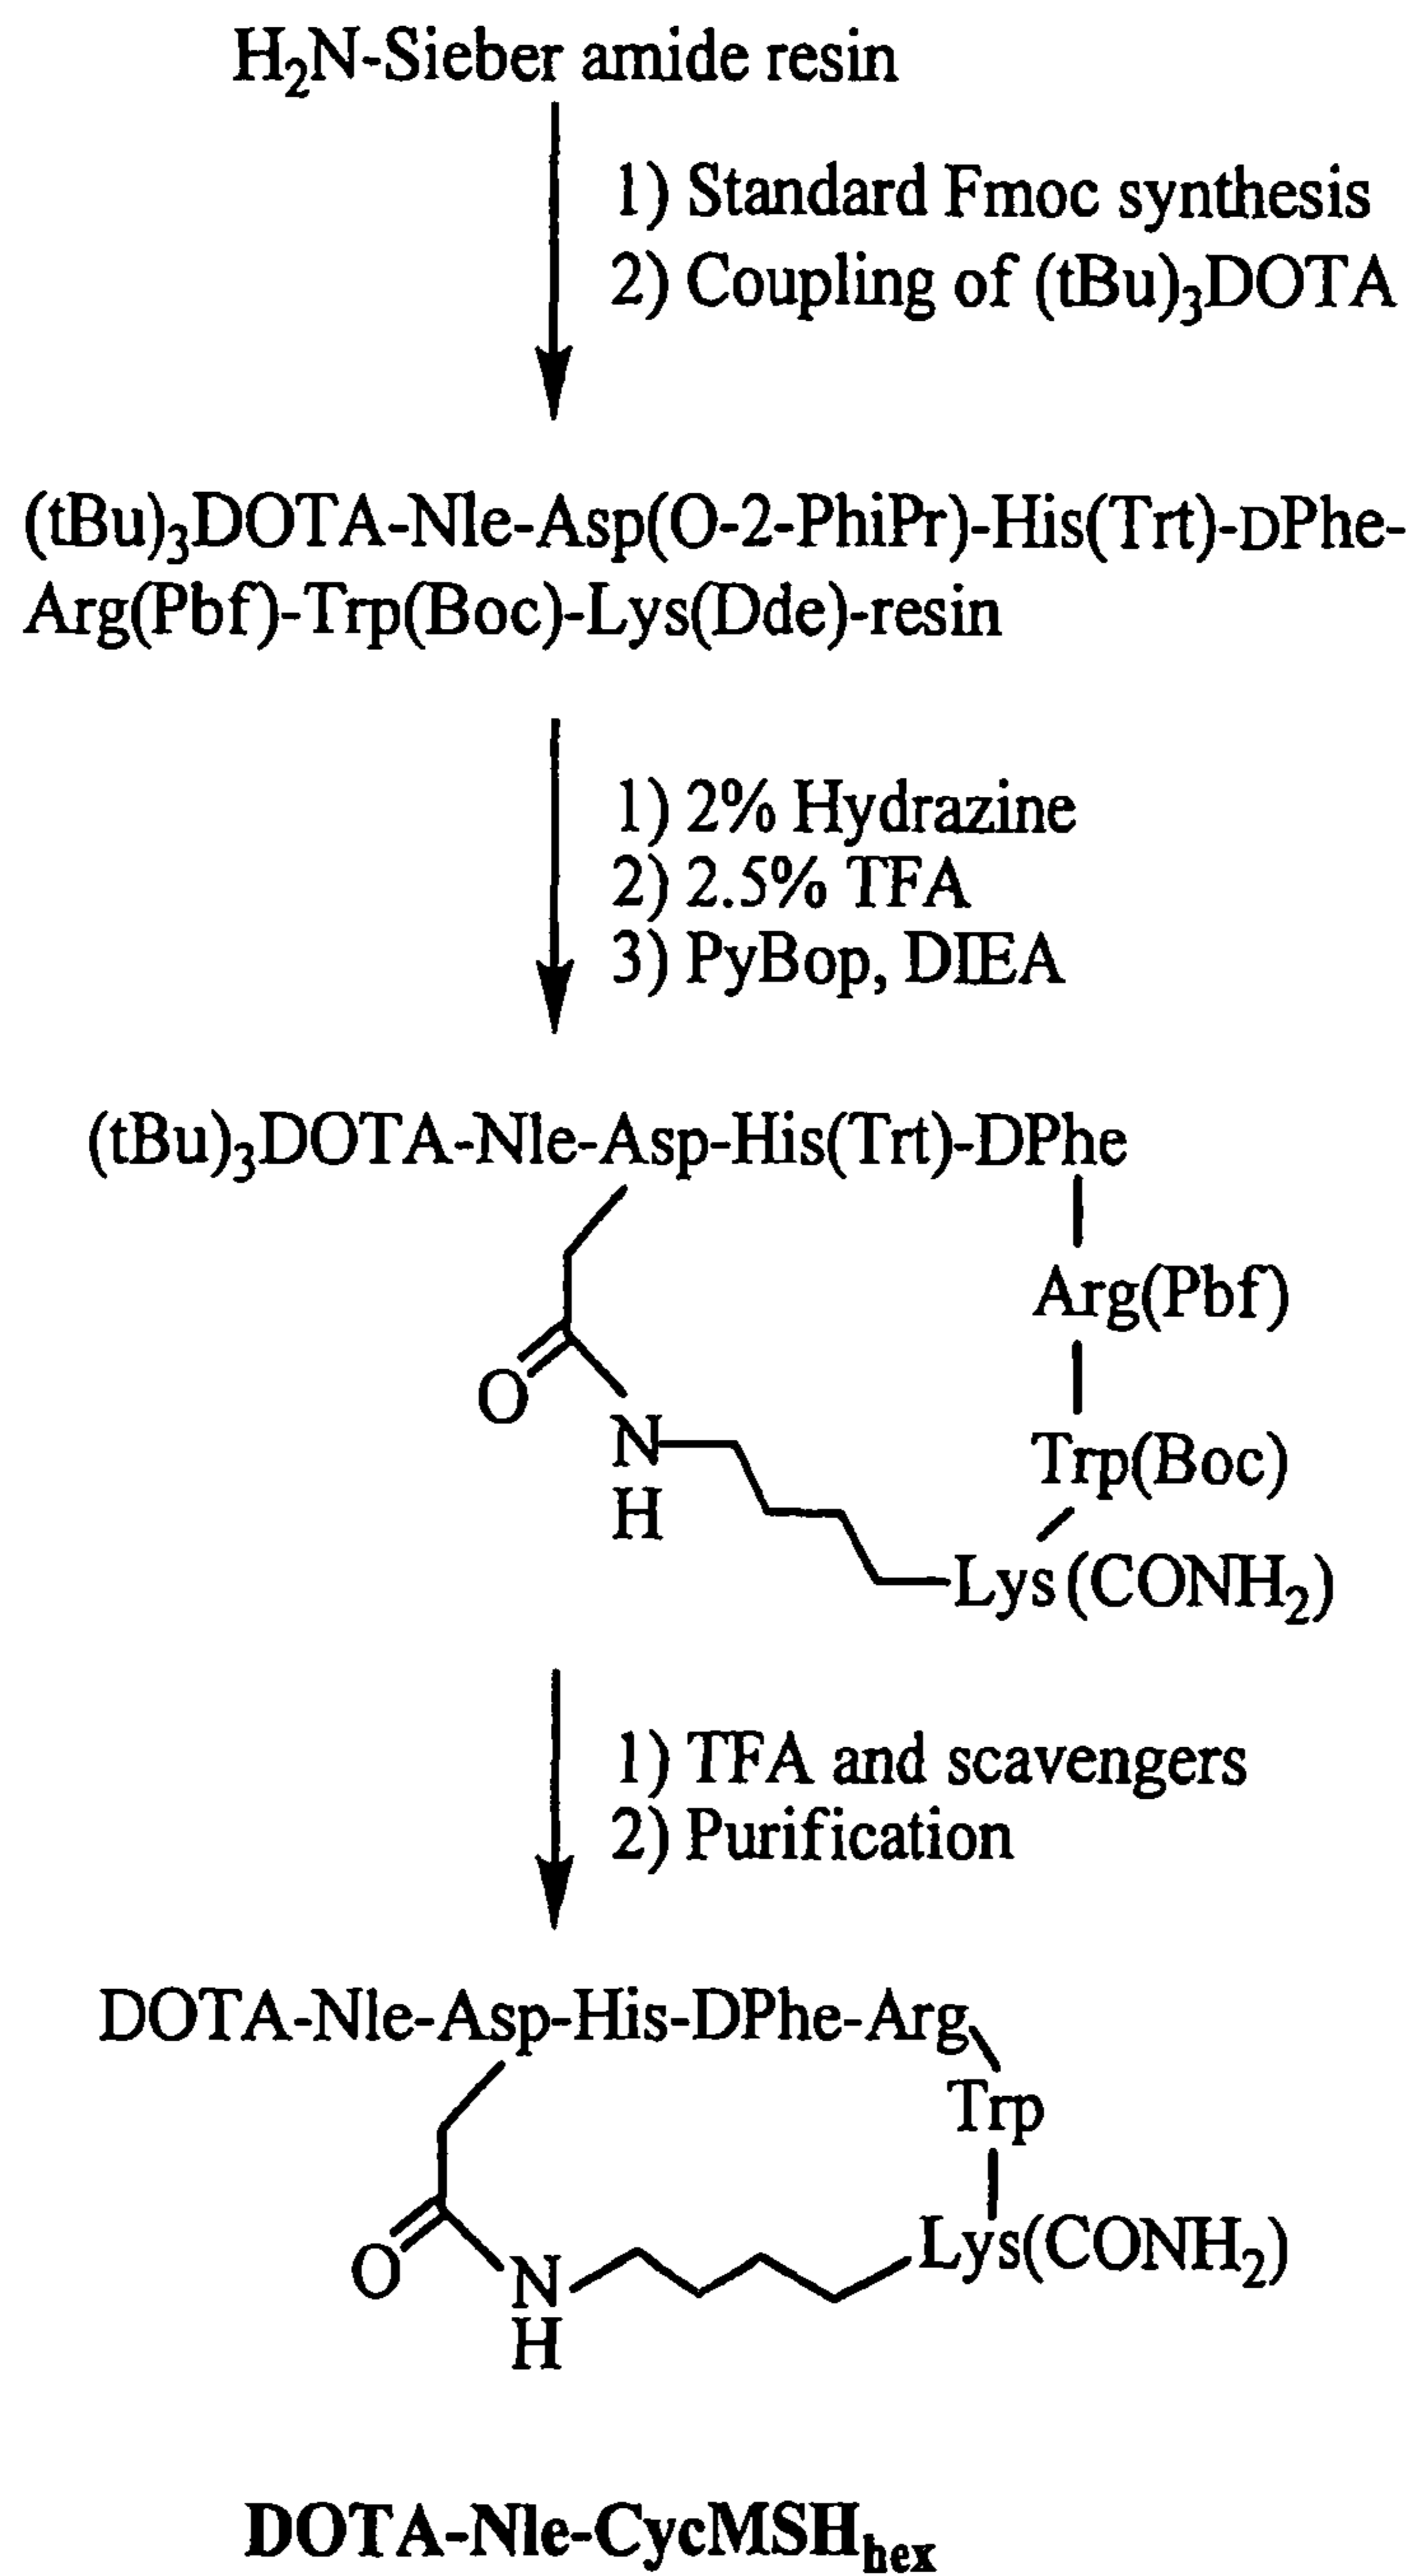 H₂N-Sieber amide resin
1) Standard Fmoc synthesis
2) Coupling of (tBu)₃DOTA
(tBu)₃DOTA-Nle-Asp(O-2-PhiPr)-His(Trt)-DPhe-
Arg(Pbf)-Trp(Boc)-Lys(Dde)-resin
1) 2% Hydrazine
2) 2.5% TFA
3) PyBop, DIEA
(tBu)₃DOTA-Nle-Asp-His(Trt)-DPhe
Arg(Pbf)
O
N
H
Trp(Boc)
Lys(CONH₂)
1) TFA and scavengers
2) Purification
DOTA-Nle-Asp-His-DPhe-Arg
Trp
O
N
H
Lys(CONH₂)
DOTA-Nle-CycMSHhex